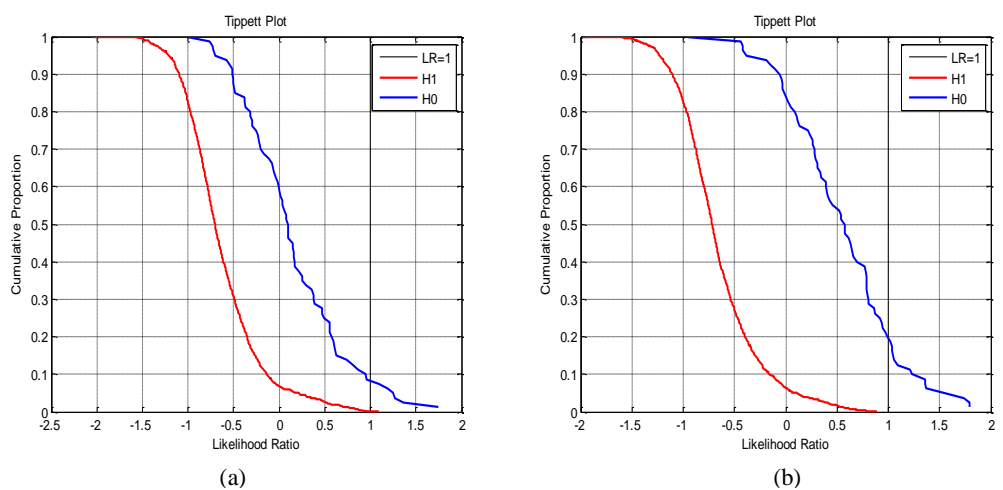 Tippett Plot
LR=1
H1
H0
1
0.9
0.8
0.7
0.6
0.5
0.4
0.3
0.2
0.1
0
Cumulative Proportion
-2.5 -2 -1.5 -1 -0.5 0 0.5 1 1.5 2
Likelihood Ratio
(a)
Tippett Plot
LR=1
H1
H0
1
0.9
0.8
0.7
0.6
0.5
0.4
0.3
0.2
0.1
0
Cumulative Proportion
-2 -1.5 -1 -0.5 0 0.5 1 1.5 2
Likelihood Ratio
(b)